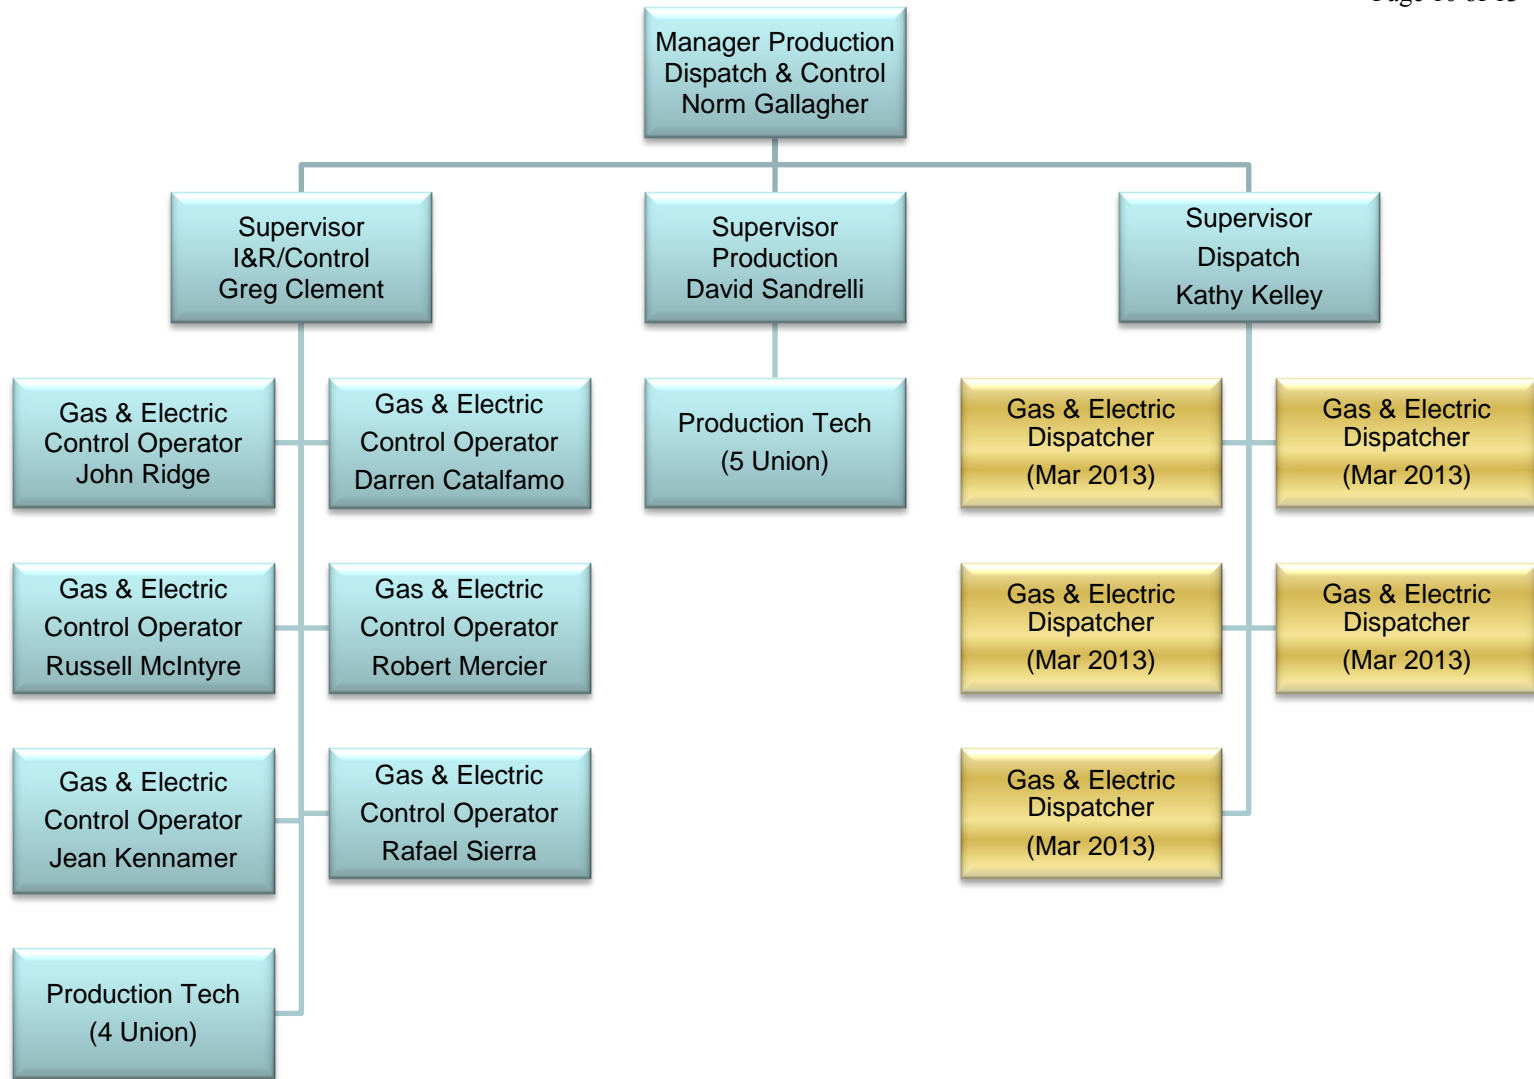 Page 10 of 15
Manager Production
Dispatch & Control
Norm Gallagher
Supervisor
I&R/Control
Greg Clement
Supervisor
Production
David Sandrelli
Supervisor
Dispatch
Kathy Kelley
Gas & Electric
Control Operator
John Ridge
Gas & Electric
Control Operator
Darren Catalfamo
Production Tech
(5 Union)
Gas & Electric
Dispatcher
(Mar 2013)
Gas & Electric
Dispatcher
(Mar 2013)
Gas & Electric
Control Operator
Russell McIntyre
Gas & Electric
Control Operator
Robert Mercier
Gas & Electric
Dispatcher
(Mar 2013)
Gas & Electric
Dispatcher
(Mar 2013)
Gas & Electric
Control Operator
Jean Kennamer
Gas & Electric
Control Operator
Rafael Sierra
Gas & Electric
Dispatcher
(Mar 2013)
Production Tech
(4 Union)